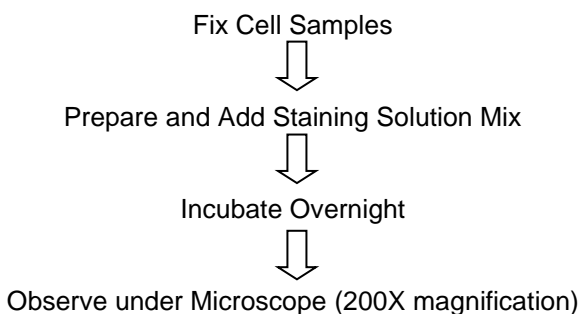 Fix Cell Samples
Prepare and Add Staining Solution Mix
Incubate Overnight
Observe under Microscope (200X magnification)